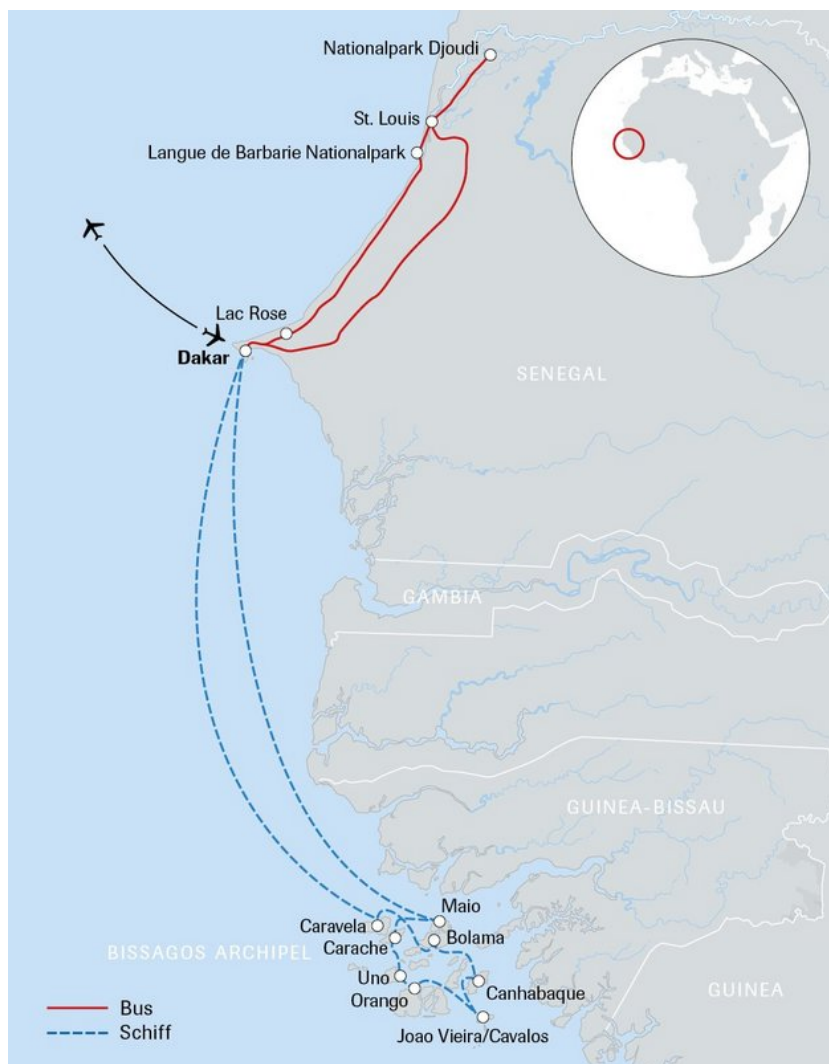 Nationalpark Djoudi
St. Louis
Langue de Barbarie Nationalpark
Lac Rose
Dakar
SENEGAL
GAMBIA
GUINEA-BISSAU
Maio
Caravela
Bolama
Carache
BISSAGOS ARCHIPEL
Uno
Canhabaque
GUINEA
Orango
Bus
Joao Vieira/Cavalos
Schiff